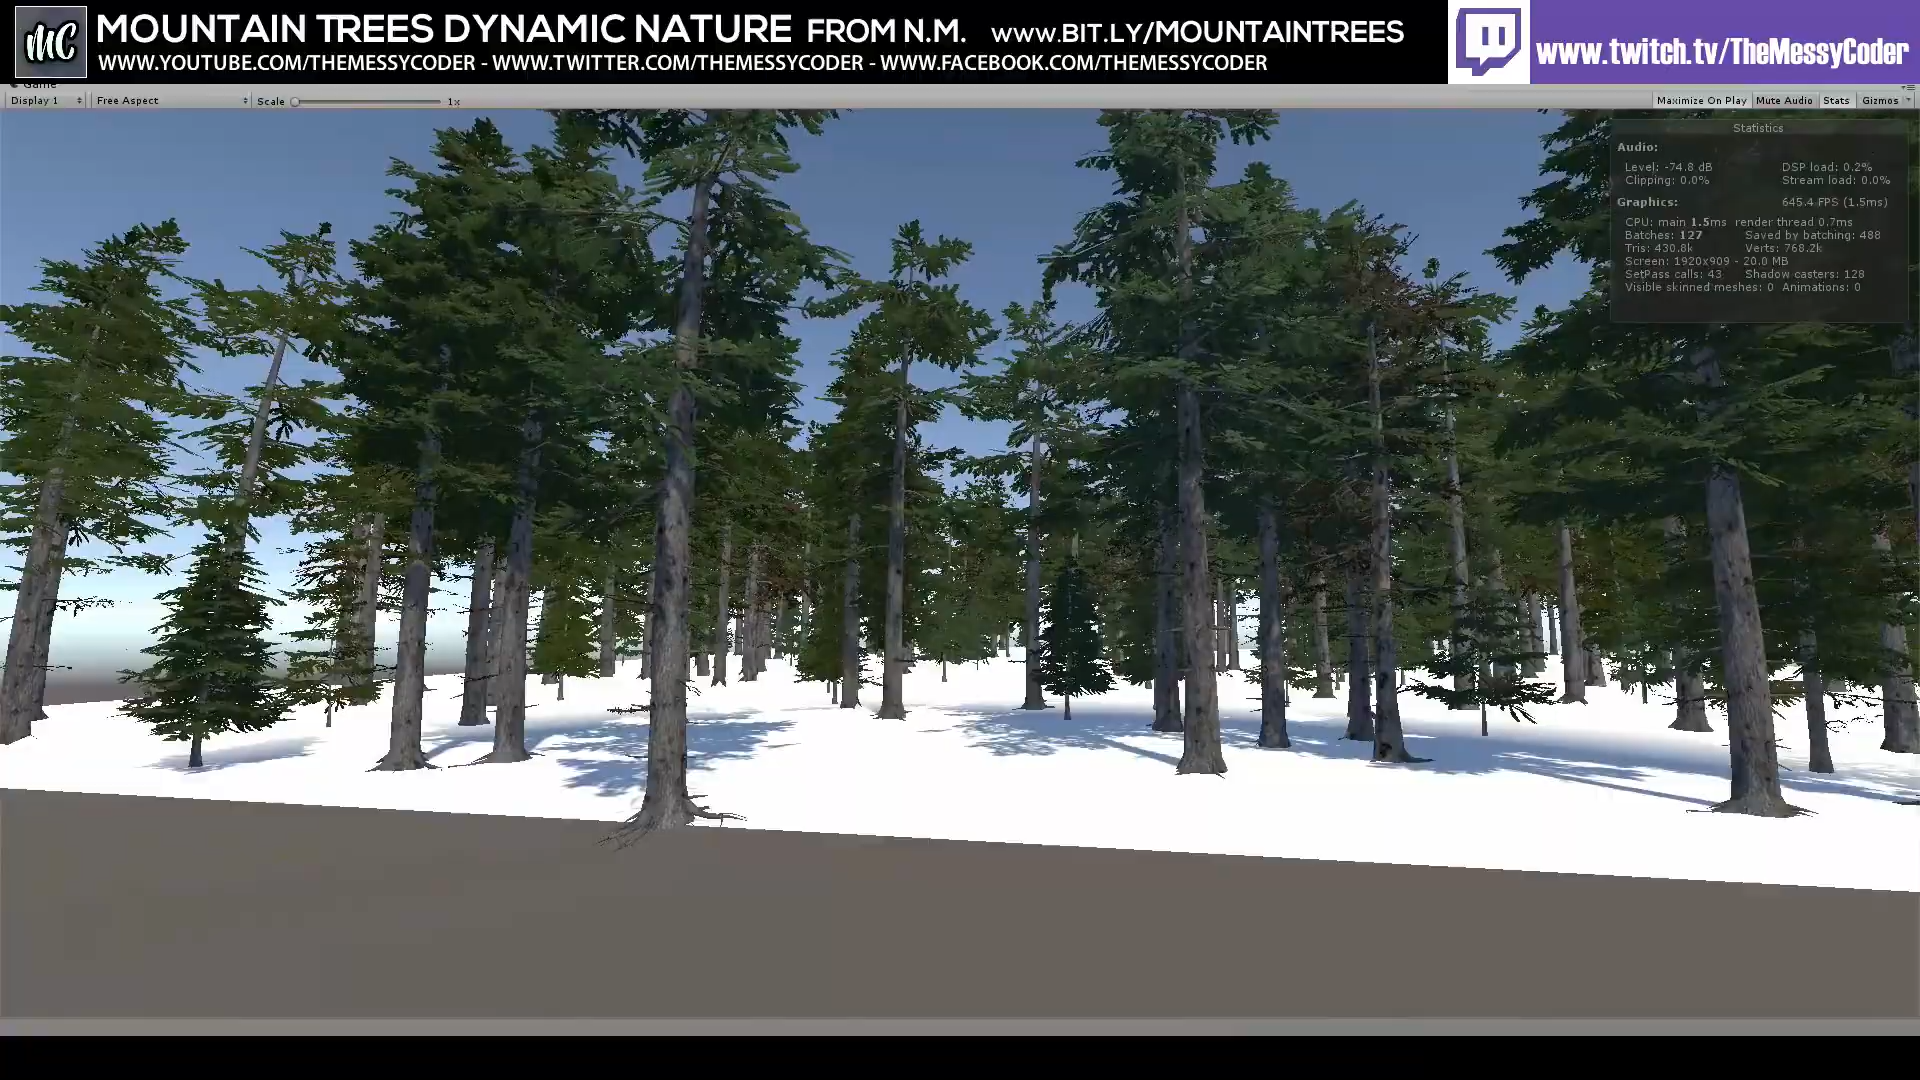 MC
MOUNTAIN TREES DYNAMIC NATURE FROM N.M. www.BIT.LY/MOUNTAINTREES
WWW.YOUTUBE.COM/THEMESSYCODER - WWW.TWITTER.COM/THEMESSYCODER - WWW.FACEBOOK.COM/THEMESSYCODER
www.twitch.tv/TheMessyCoder
Game
Display 1 Free Aspect Scale 1x
Maximize On Play Mute Audio Stats Gizmos
Statistics
Audio:
Level: -74.8 dB DSP load: 0.2%
Clipping: 0.0% Stream load: 0.0%
Graphics: 645.4 FPS (1.5ms)
CPU: main 1.5ms render thread 0.7ms
Batches: 127 Saved by batching: 488
Tris: 430.8k Verts: 768.2k
Screen: 1920x909 - 20.0 MB
SetPass calls: 43 Shadow casters: 128
Visible skinned meshes: 0 Animations: 0